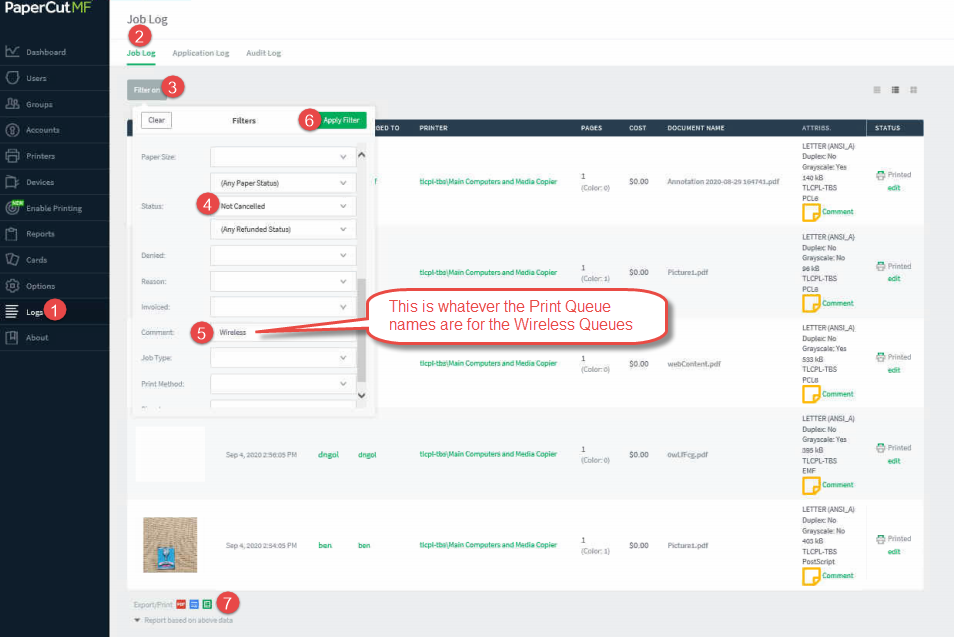 PaperCutMF
Job Log
2
Job Log Application Log Audit Log
Dashboard
Users
Groups
Accounts
Printers
Devices
NEW
Enable Printing
Reports
Cards
Options
Logs 1
About
Filter on 3
Clear Filters 6 Apply Filter
GED TO PRINTER PAGES COST DOCUMENT NAME ATTRIBS. STATUS
Paper Size:
(Any Paper Status)
Status: 4 Not Cancelled
(Any Refunded Status)
Denied:
Reason:
Invoiced:
Comment: 5 Wireless
Job Type:
Print Method:
This is whatever the Print Queue
names are for the Wireless Queues
ticpl-tbs\Main Computers and Media Copier 1 $0.00 Annotation 2020-08-29 164741.pdf
(Color: 0)
LETTER (ANSI_A)
Duplex: No
Grayscale: Yes
140 kB
TLCPL-TBS
PCL6
Comment
Printed
edit
ticpl-tbs\Main Computers and Media Copier 1 $0.00 Picture1.pdf
(Color: 1)
LETTER (ANSI_A)
Duplex: No
Grayscale: No
96 kB
TLCPL-TBS
PCL6
Comment
Printed
edit
ticpl-tbs\Main Computers and Media Copier 1 $0.00 webContent.pdf
(Color: 0)
LETTER (ANSI_A)
Duplex: No
Grayscale: Yes
533 kB
TLCPL-TBS
PCL6
Comment
Printed
edit
Sep 4, 2020 2:56:05 PM dngol dngol ticpl-tbs\Main Computers and Media Copier 1 $0.00
(Color: 0)
LETTER (ANSI_A)
Duplex: No
Grayscale: Yes
395 kB
TLCPL-TBS
EMF
Comment
Printed
edit
Sep 4, 2020 2:54:05 PM ben ben ticpl-tbs\Main Computers and Media Copier 1 $0.00 Picture1.pdf
(Color: 1)
LETTER (ANSI_A)
Duplex: No
Grayscale: No
403 kB
TLCPL-TBS
PostScript
Comment
Printed
edit
Export/Print 7
Report based on above data